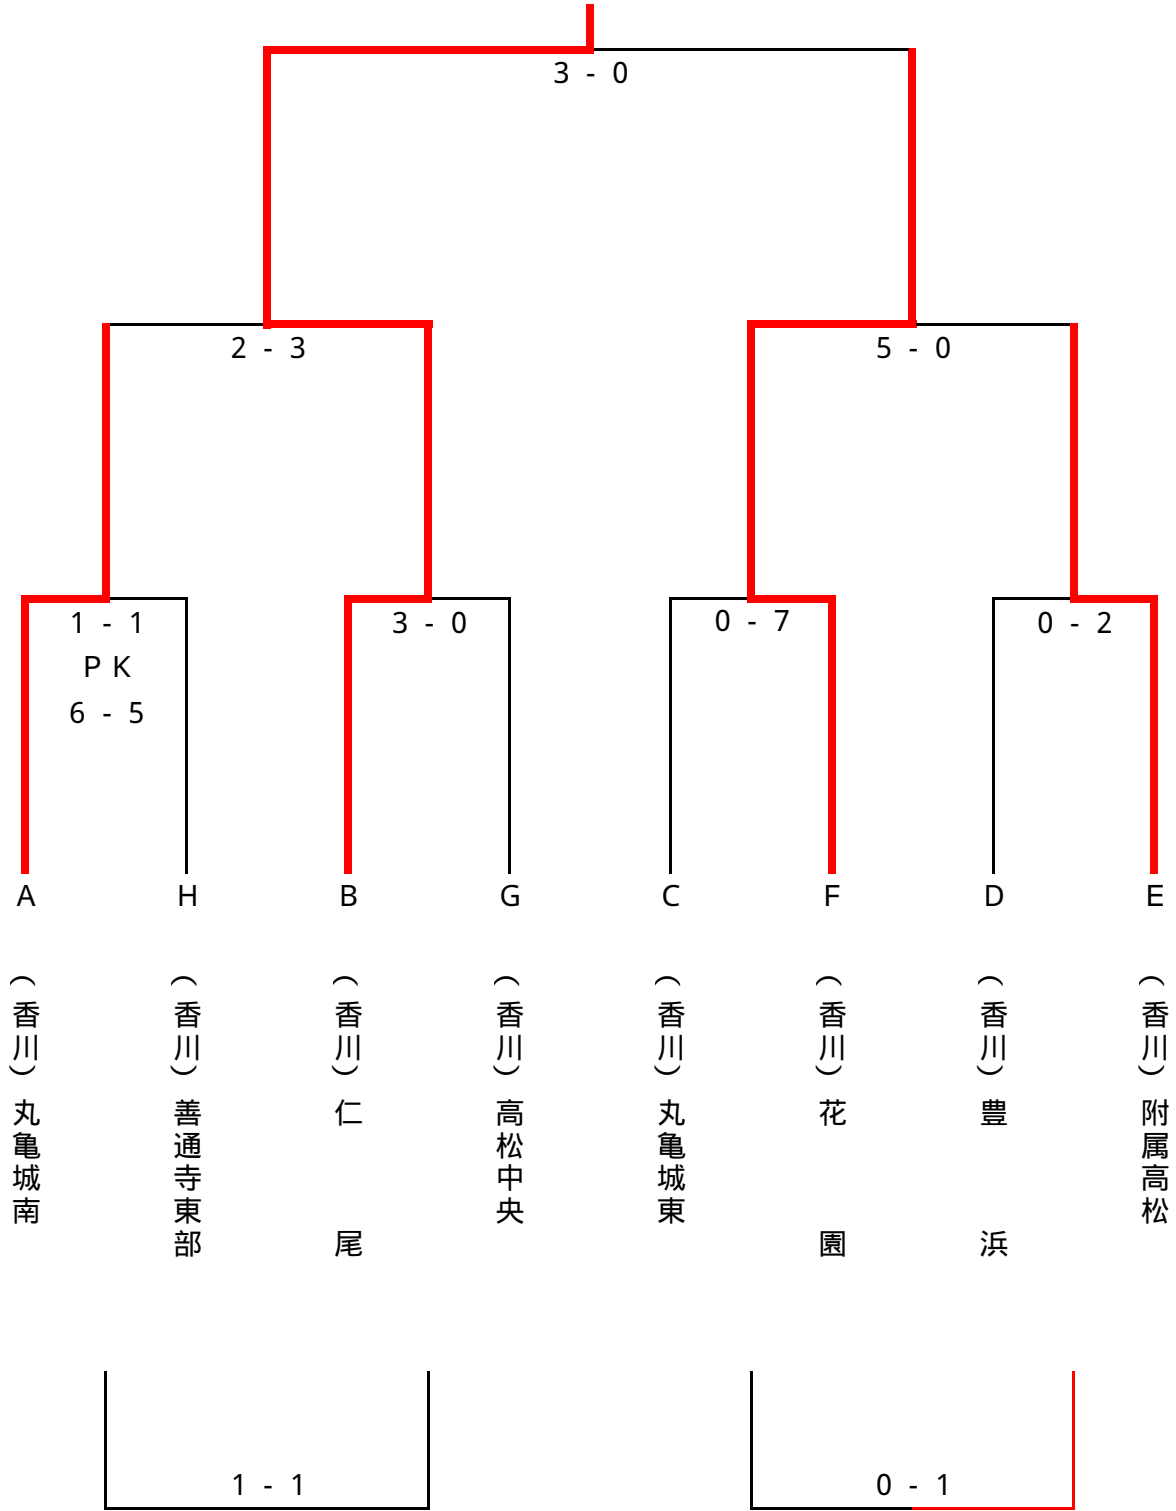 3 - 0
2 - 3
5 - 0
1 - 1
PK
6 - 5
3 - 0
0 - 7
0 - 2
A
H
B
G
C
F
D
E
(香川)丸亀城南
(香川)善通寺東部
(香川)仁尾
(香川)高松中央
(香川)丸亀城東
(香川)花園
(香川)豊浜
(香川)附属高松
1 - 1
0 - 1